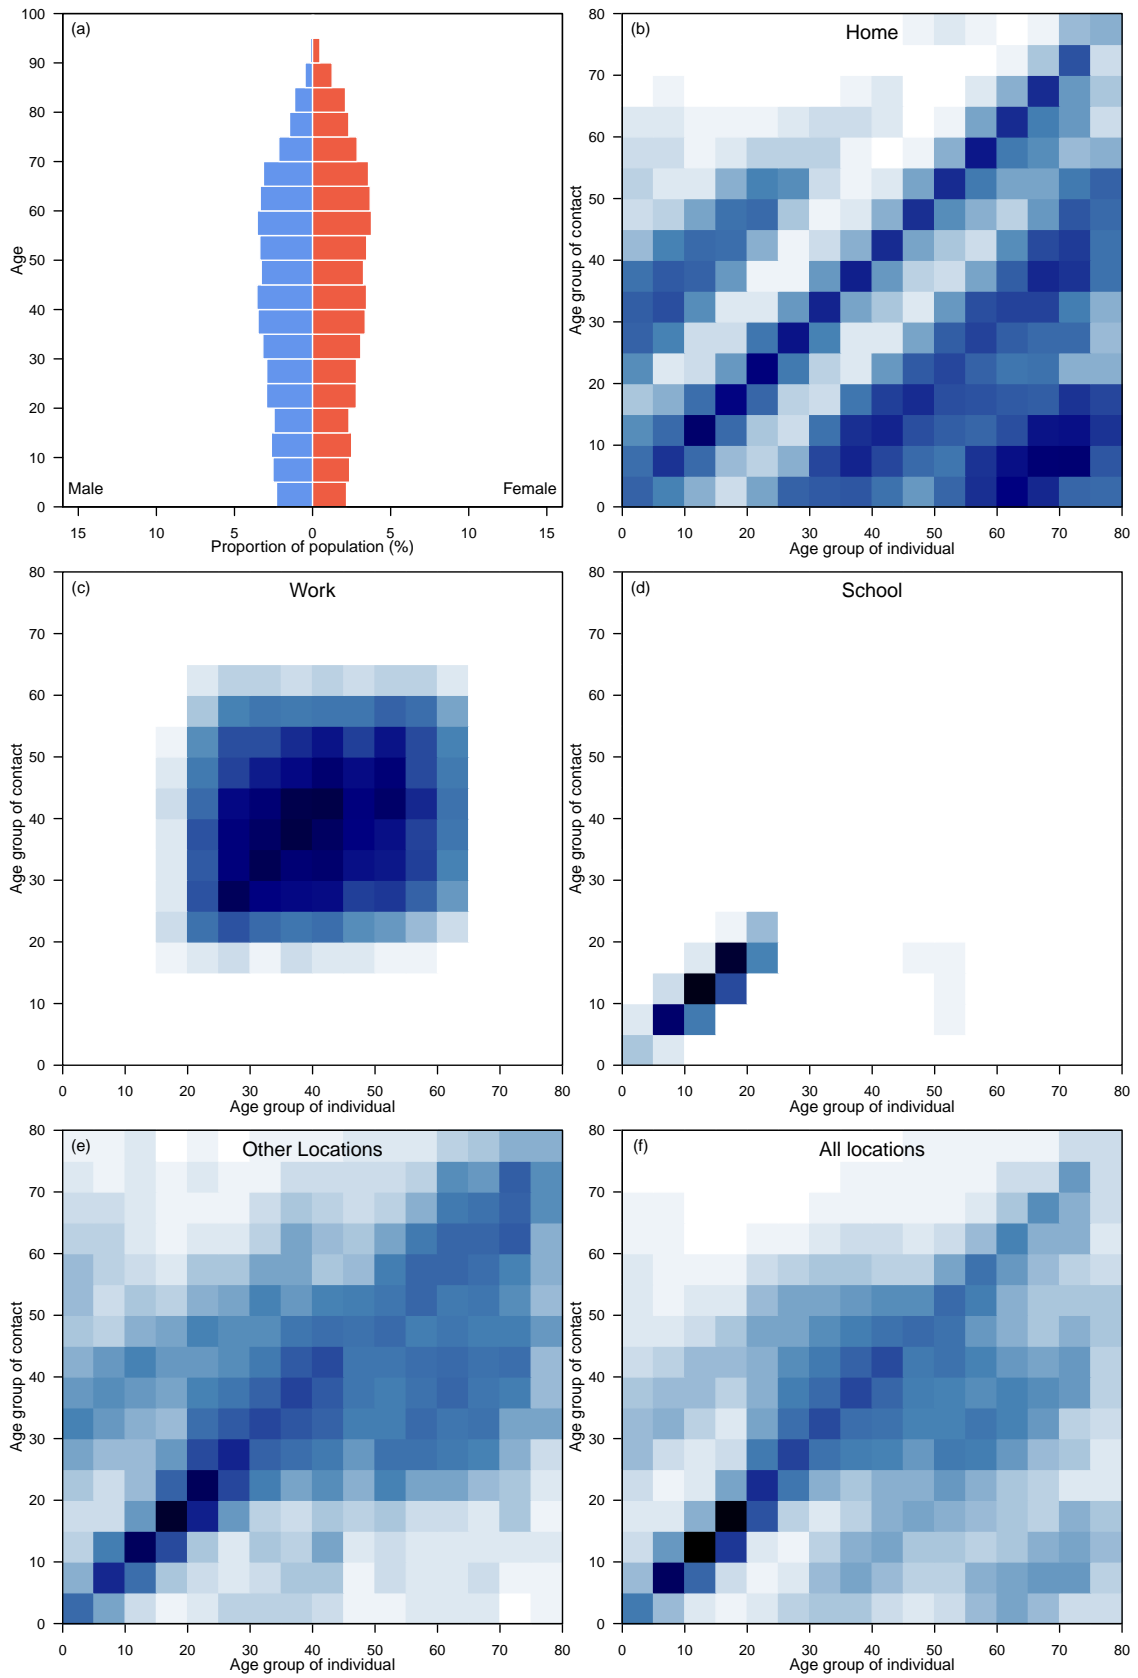 (a)
100
90
80
70
60
50
40
30
20
10
0
Age
Male
Female
15 10 5 0 5 10 15
Proportion of population (%)
(b)
Home
80
70
60
50
40
30
20
10
0
Age group of contact
0 10 20 30 40 50 60 70 80
Age group of individual
(c)
Work
80
70
60
50
40
30
20
10
0
Age group of contact
0 10 20 30 40 50 60 70 80
Age group of individual
(d)
School
80
70
60
50
40
30
20
10
0
Age group of contact
0 10 20 30 40 50 60 70 80
Age group of individual
(e)
Other Locations
80
70
60
50
40
30
20
10
0
Age group of contact
0 10 20 30 40 50 60 70 80
Age group of individual
(f)
All locations
80
70
60
50
40
30
20
10
0
Age group of contact
0 10 20 30 40 50 60 70 80
Age group of individual